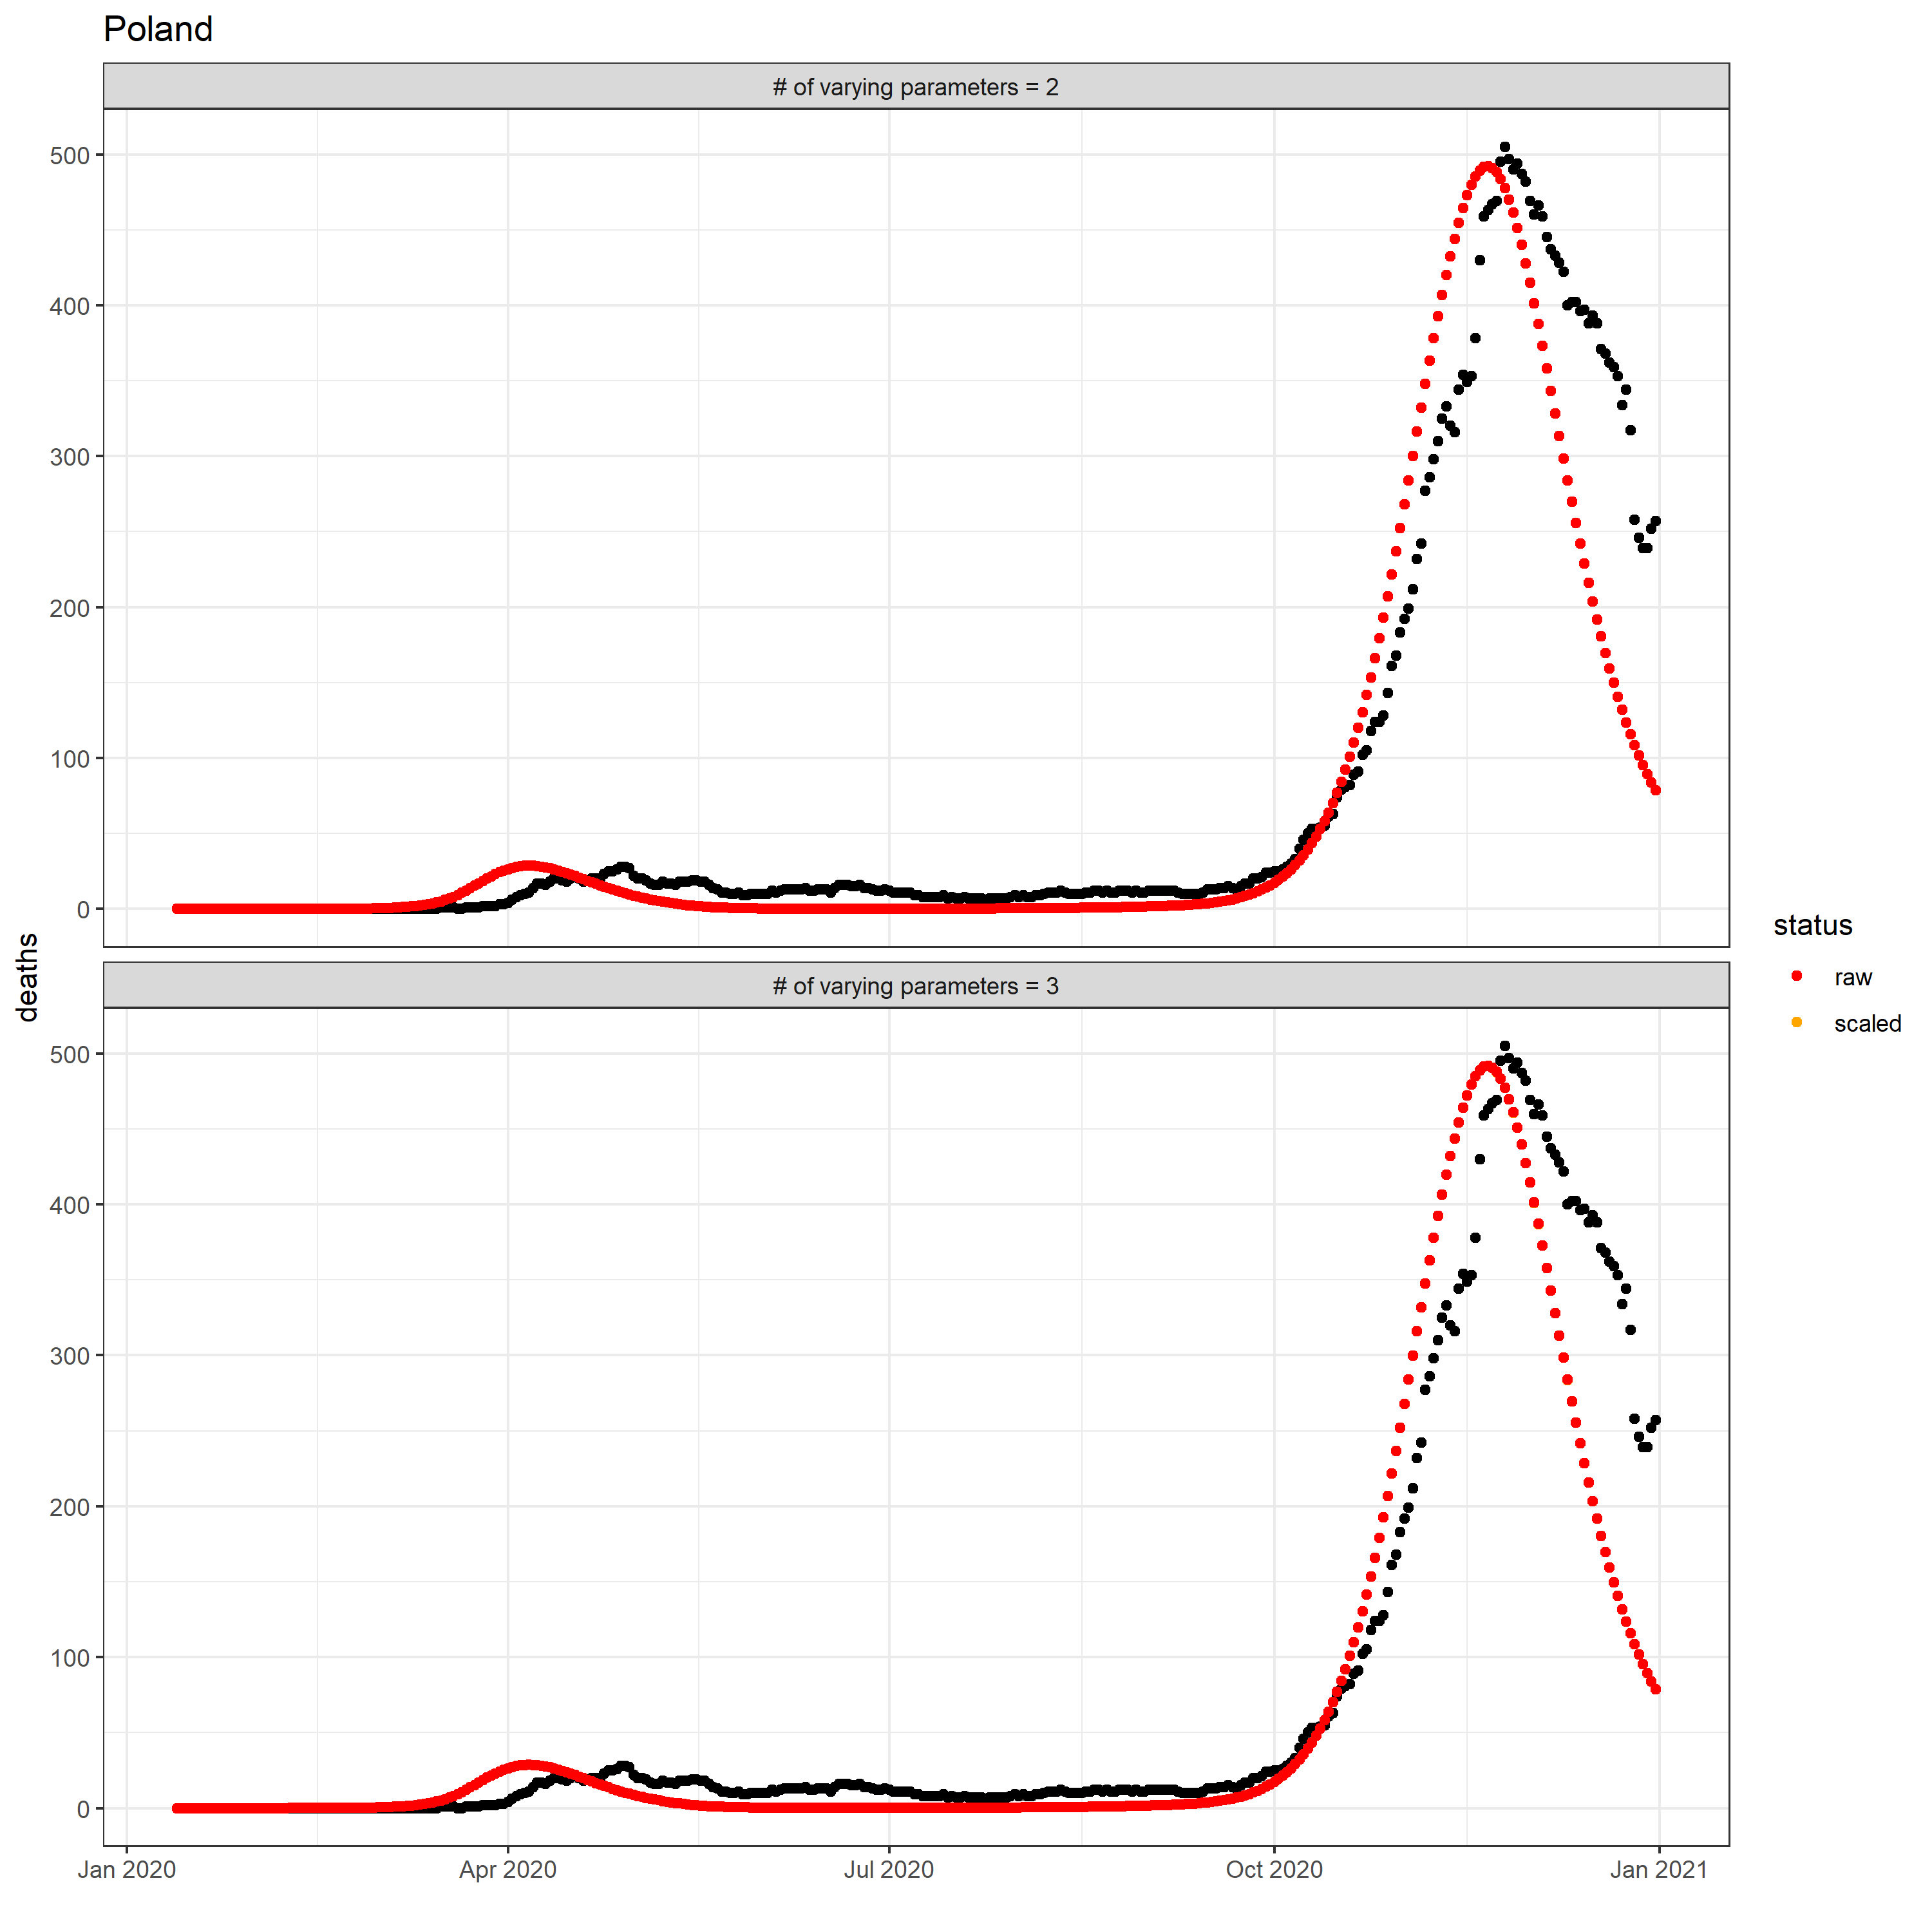 Poland
# of varying parameters = 2
500
400
300
200
100
0
deaths
# of varying parameters = 3
500
400
300
200
100
0
Jan 2020 Apr 2020 Jul 2020 Oct 2020 Jan 2021
status
raw
scaled